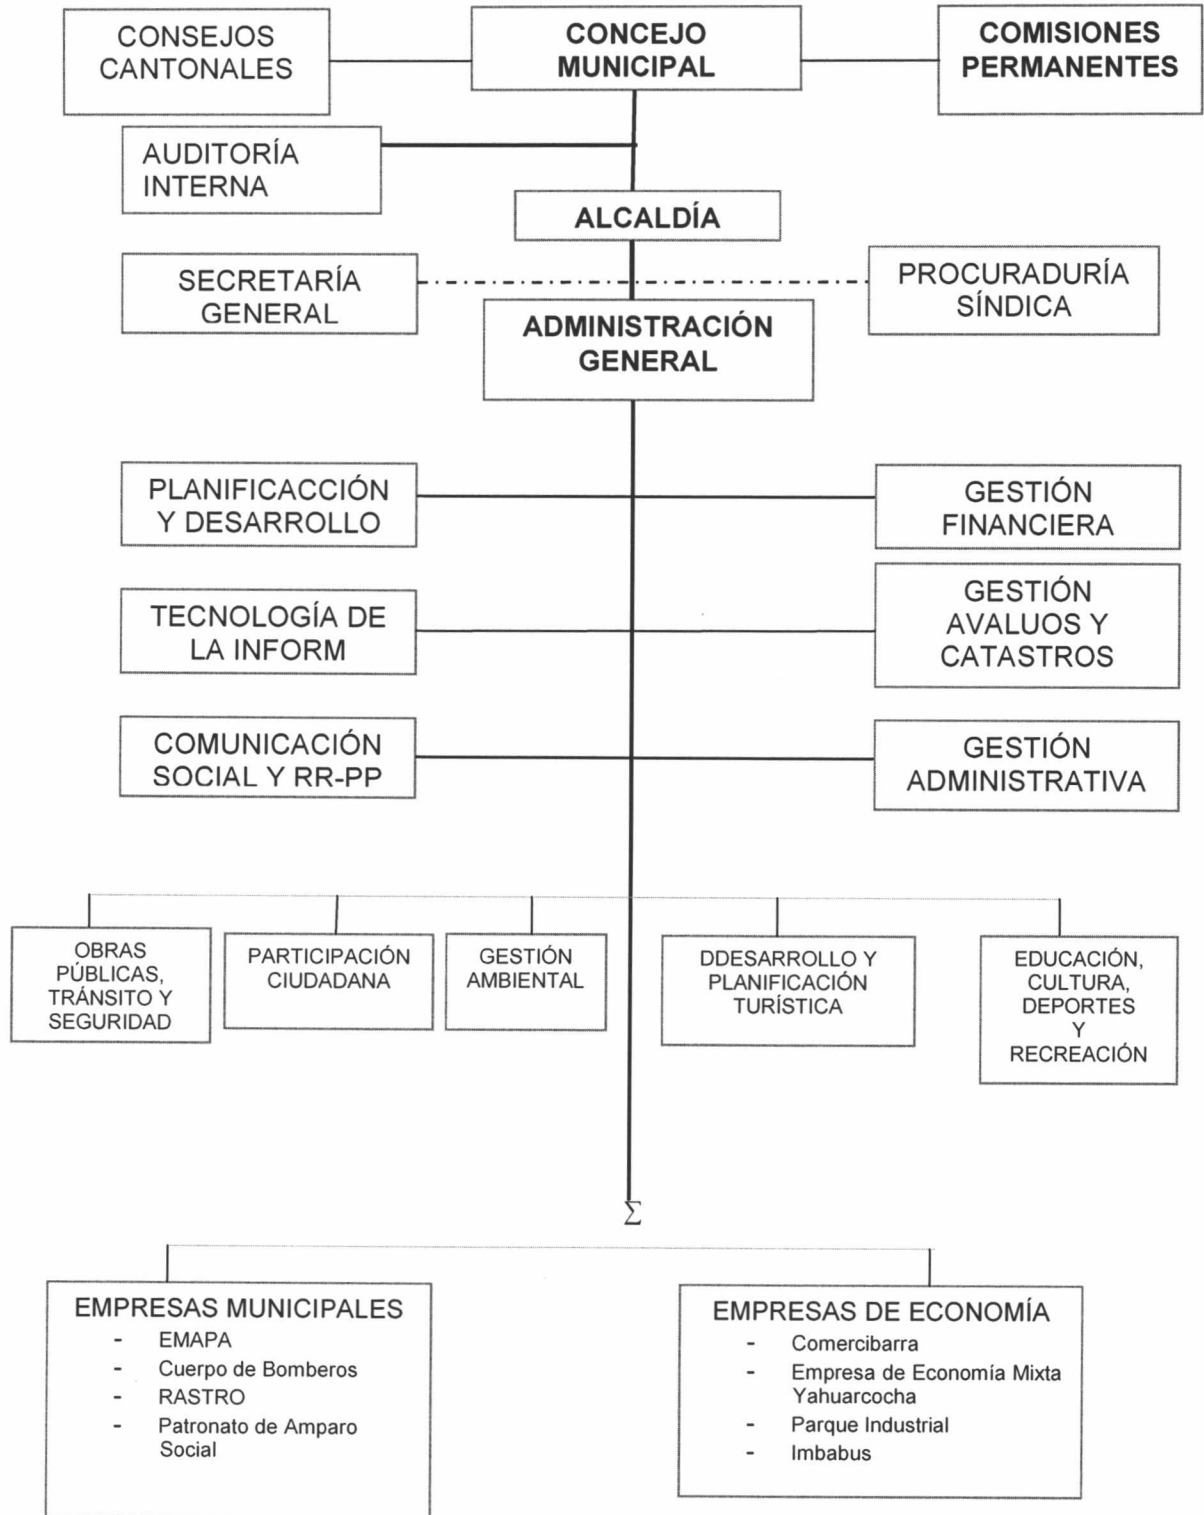 CONSEJOS
CANTONALES
CONCEJO
MUNICIPAL
COMISIONES
PERMANENTES
AUDITORÍA
INTERNA
ALCALDÍA
SECRETARÍA
GENERAL
PROCURADURÍA
SÍNDICA
ADMINISTRACIÓN
GENERAL
PLANIFICACCIÓN
Y DESARROLLO
GESTIÓN
FINANCIERA
TECNOLOGÍA DE
LA INFORM
GESTIÓN
AVALUOS Y
CATASTROS
COMUNICACIÓN
SOCIAL Y RR-PP
GESTIÓN
ADMINISTRATIVA
OBRAS
PÚBLICAS,
TRÁNSITO Y
SEGURIDAD
PARTICIPACIÓN
CIUDADANA
GESTIÓN
AMBIENTAL
DDESARROLLO Y
PLANIFICACIÓN
TURÍSTICA
EDUCACIÓN,
CULTURA,
DEPORTES
Y
RECREACIÓN
Σ
EMPRESAS MUNICIPALES
- EMAPA
- Cuerpo de Bomberos
- RASTRO
- Patronato de Amparo
Social
EMPRESAS DE ECONOMÍA
- Comercibarra
- Empresa de Economía Mixta
Yahuarcocha
- Parque Industrial
- Imbabus